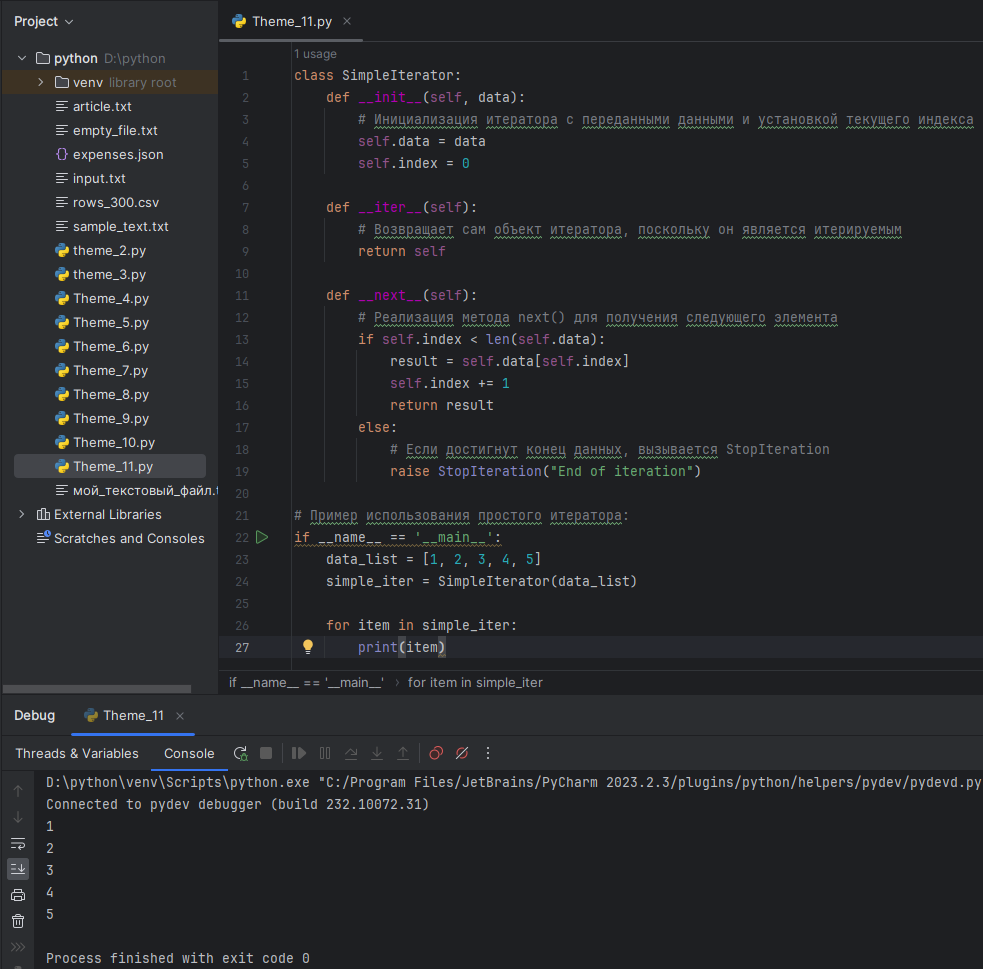 Project
python D:\python
venv library root
article.txt
empty_file.txt
{} expenses.json
input.txt
rows_300.csv
sample_text.txt
theme_2.py
theme_3.py
Theme_4.py
Theme_5.py
Theme_6.py
Theme_7.py
Theme_8.py
Theme_9.py
Theme_10.py
Theme_11.py
мой_текстовый_файл.t
External Libraries
Scratches and Consoles
Theme_11.py
1 usage
1 class SimpleIterator:
2 def __init__(self, data):
3 # Инициализация итератора с переданными данными и установкой текущего индекса
4 self.data = data
5 self.index = 0
6
7 def __iter__(self):
8 # Возвращает сам объект итератора, поскольку он является итерируемым
9 return self
10
11 def __next__(self):
12 # Реализация метода next() для получения следующего элемента
13 if self.index < len(self.data):
14 result = self.data[self.index]
15 self.index += 1
16 return result
17 else:
18 # Если достигнут конец данных, вызывается StopIteration
19 raise StopIteration("End of iteration")
20
21 # Пример использования простого итератора:
22 if __name__ == '__main__':
23 data_list = [1, 2, 3, 4, 5]
24 simple_iter = SimpleIterator(data_list)
25
26 for item in simple_iter:
27 print(item)
if __name__ == '__main__' › for item in simple_iter
Debug Theme_11
Threads & Variables Console
D:\python\venv\Scripts\python.exe "C:/Program Files/JetBrains/PyCharm 2023.2.3/plugins/python/helpers/pydev/pydevd.py
Connected to pydev debugger (build 232.10072.31)
1
2
3
4
5
Process finished with exit code 0